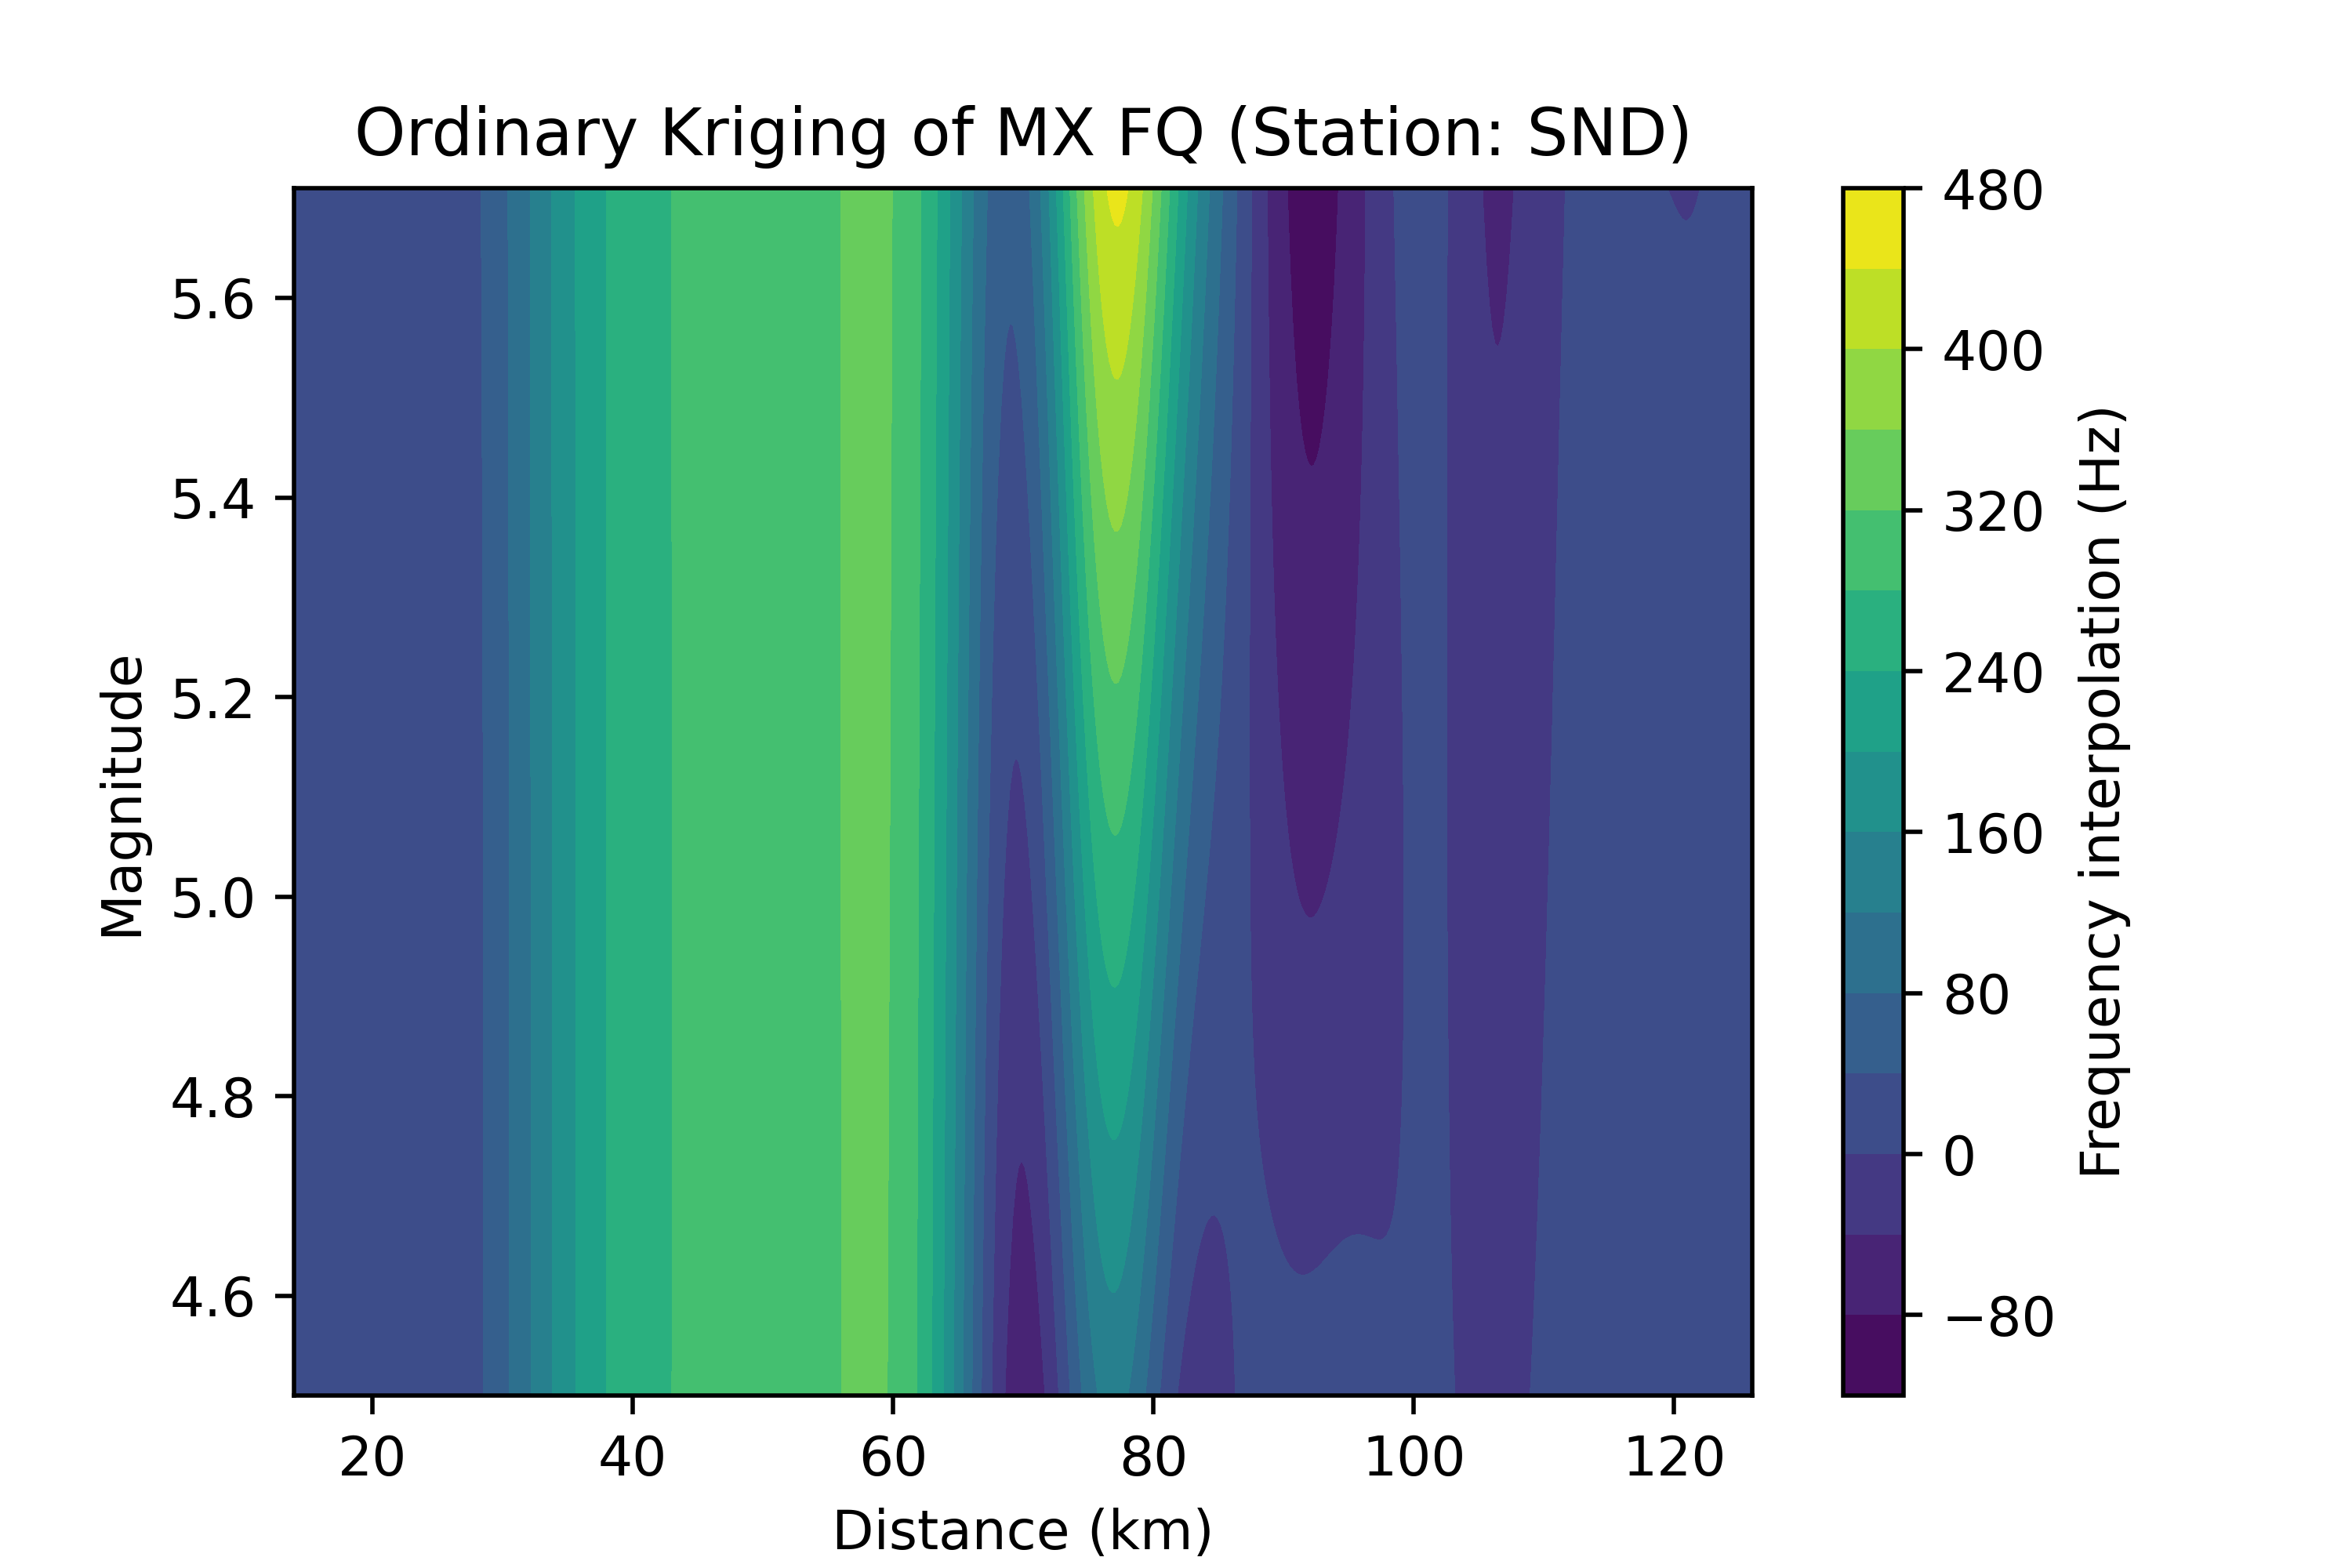 Ordinary Kriging of MX FQ (Station: SND)
Magnitude
5.6
5.4
5.2
5.0
4.8
4.6
20 40 60 80 100 120
Distance (km)
480
400
320
240
160
80
0
−80
Frequency interpolation (Hz)